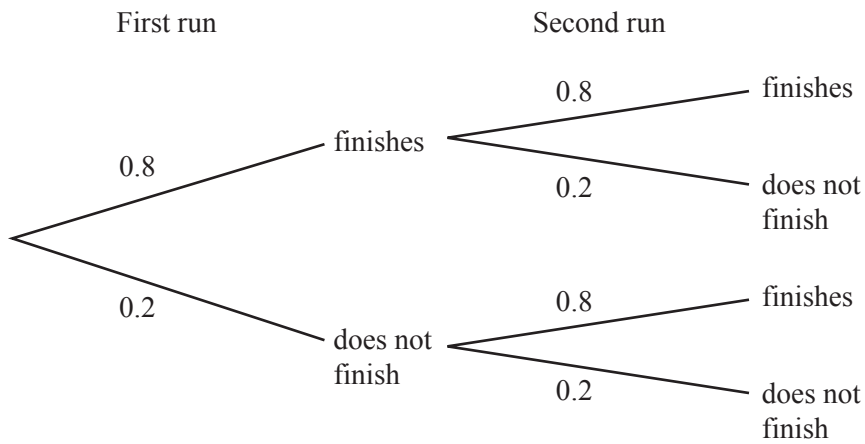 First run
Second run
0.8
finishes
0.8
finishes
0.2
does not
finish
0.2
does not
finish
0.8
finishes
0.2
does not
finish